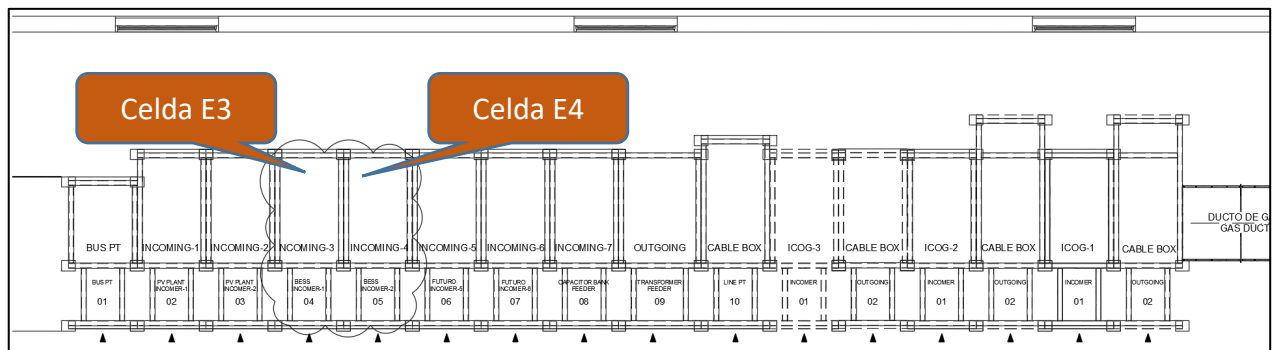 Celda E3
Celda E4
BUS PT
INCOMING-1
INCOMING-2
NCOMING-3
INCOMING-4
INCOMING-5
INCOMING-6
INCOMING-7
OUTGOING
CABLE BOX
ICOG-3
CABLE BOX
ICOG-2
CABLE BOX
ICOG-1
CABLE BOX
DUCTO DE G
GAS DUCT
BUS PT
01
PV PLANT
INCOMER-1
02
PV PLANT
INCOMER-2
03
BESS
INCOMER-1
04
BESS
INCOMER-2
05
FUTURO
INCOMER-5
06
FUTURO
INCOMER-6
07
CAPACITOR BANK
FEEDER
08
TRANSFORMER
FEEDER
09
LINE PT
10
INCOMER
01
OUTGOING
02
INCOMER
01
OUTGOING
02
INCOMER
01
OUTGOING
02